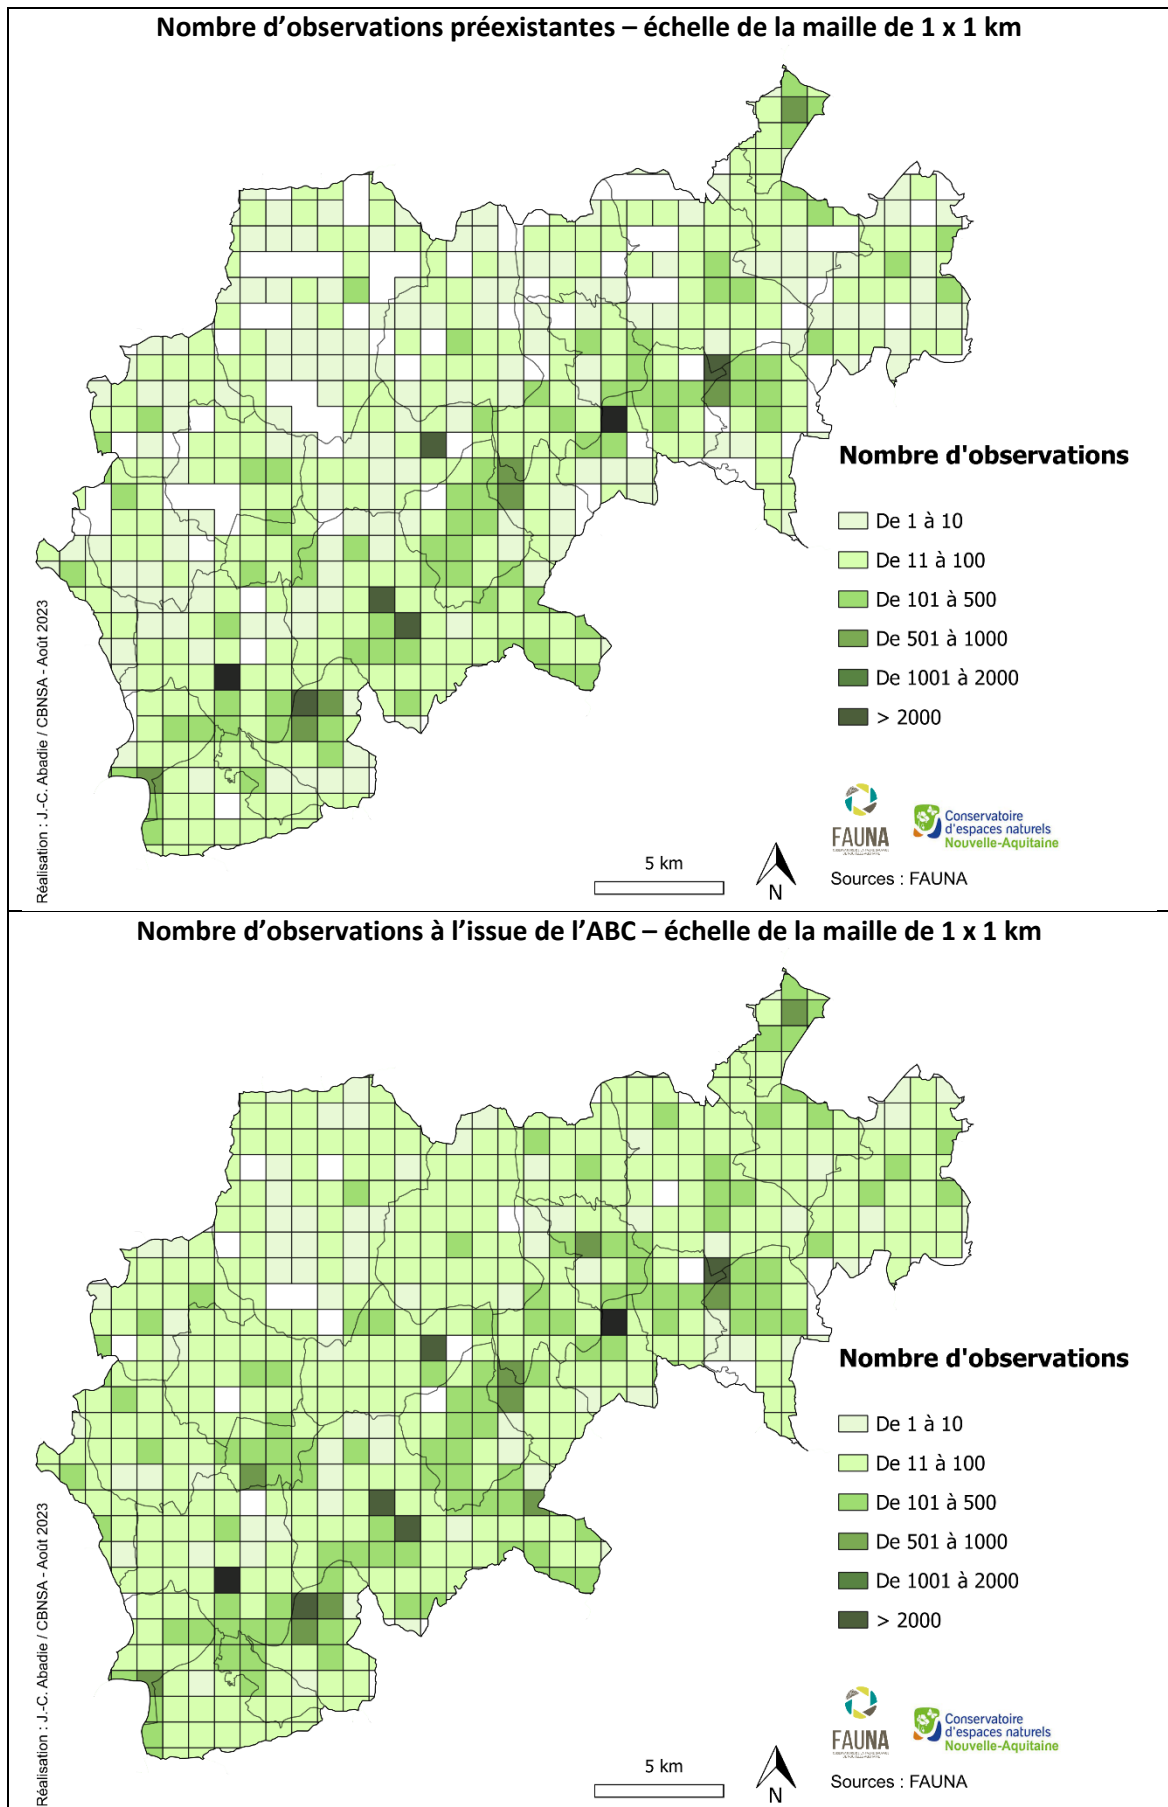 Nombre d’observations préexistantes – échelle de la maille de 1 x 1 km
Nombre d'observations
De 1 à 10
De 11 à 100
De 101 à 500
De 501 à 1000
De 1001 à 2000
> 2000
Réalisation : J.-C. Abadie / CBNSA - Août 2023
5 km
N
FAUNA
Conservatoire
d'espaces naturels
Nouvelle-Aquitaine
Sources : FAUNA
Nombre d’observations à l’issue de l’ABC – échelle de la maille de 1 x 1 km
Nombre d'observations
De 1 à 10
De 11 à 100
De 101 à 500
De 501 à 1000
De 1001 à 2000
> 2000
Réalisation : J.-C. Abadie / CBNSA - Août 2023
5 km
N
FAUNA
Conservatoire
d'espaces naturels
Nouvelle-Aquitaine
Sources : FAUNA